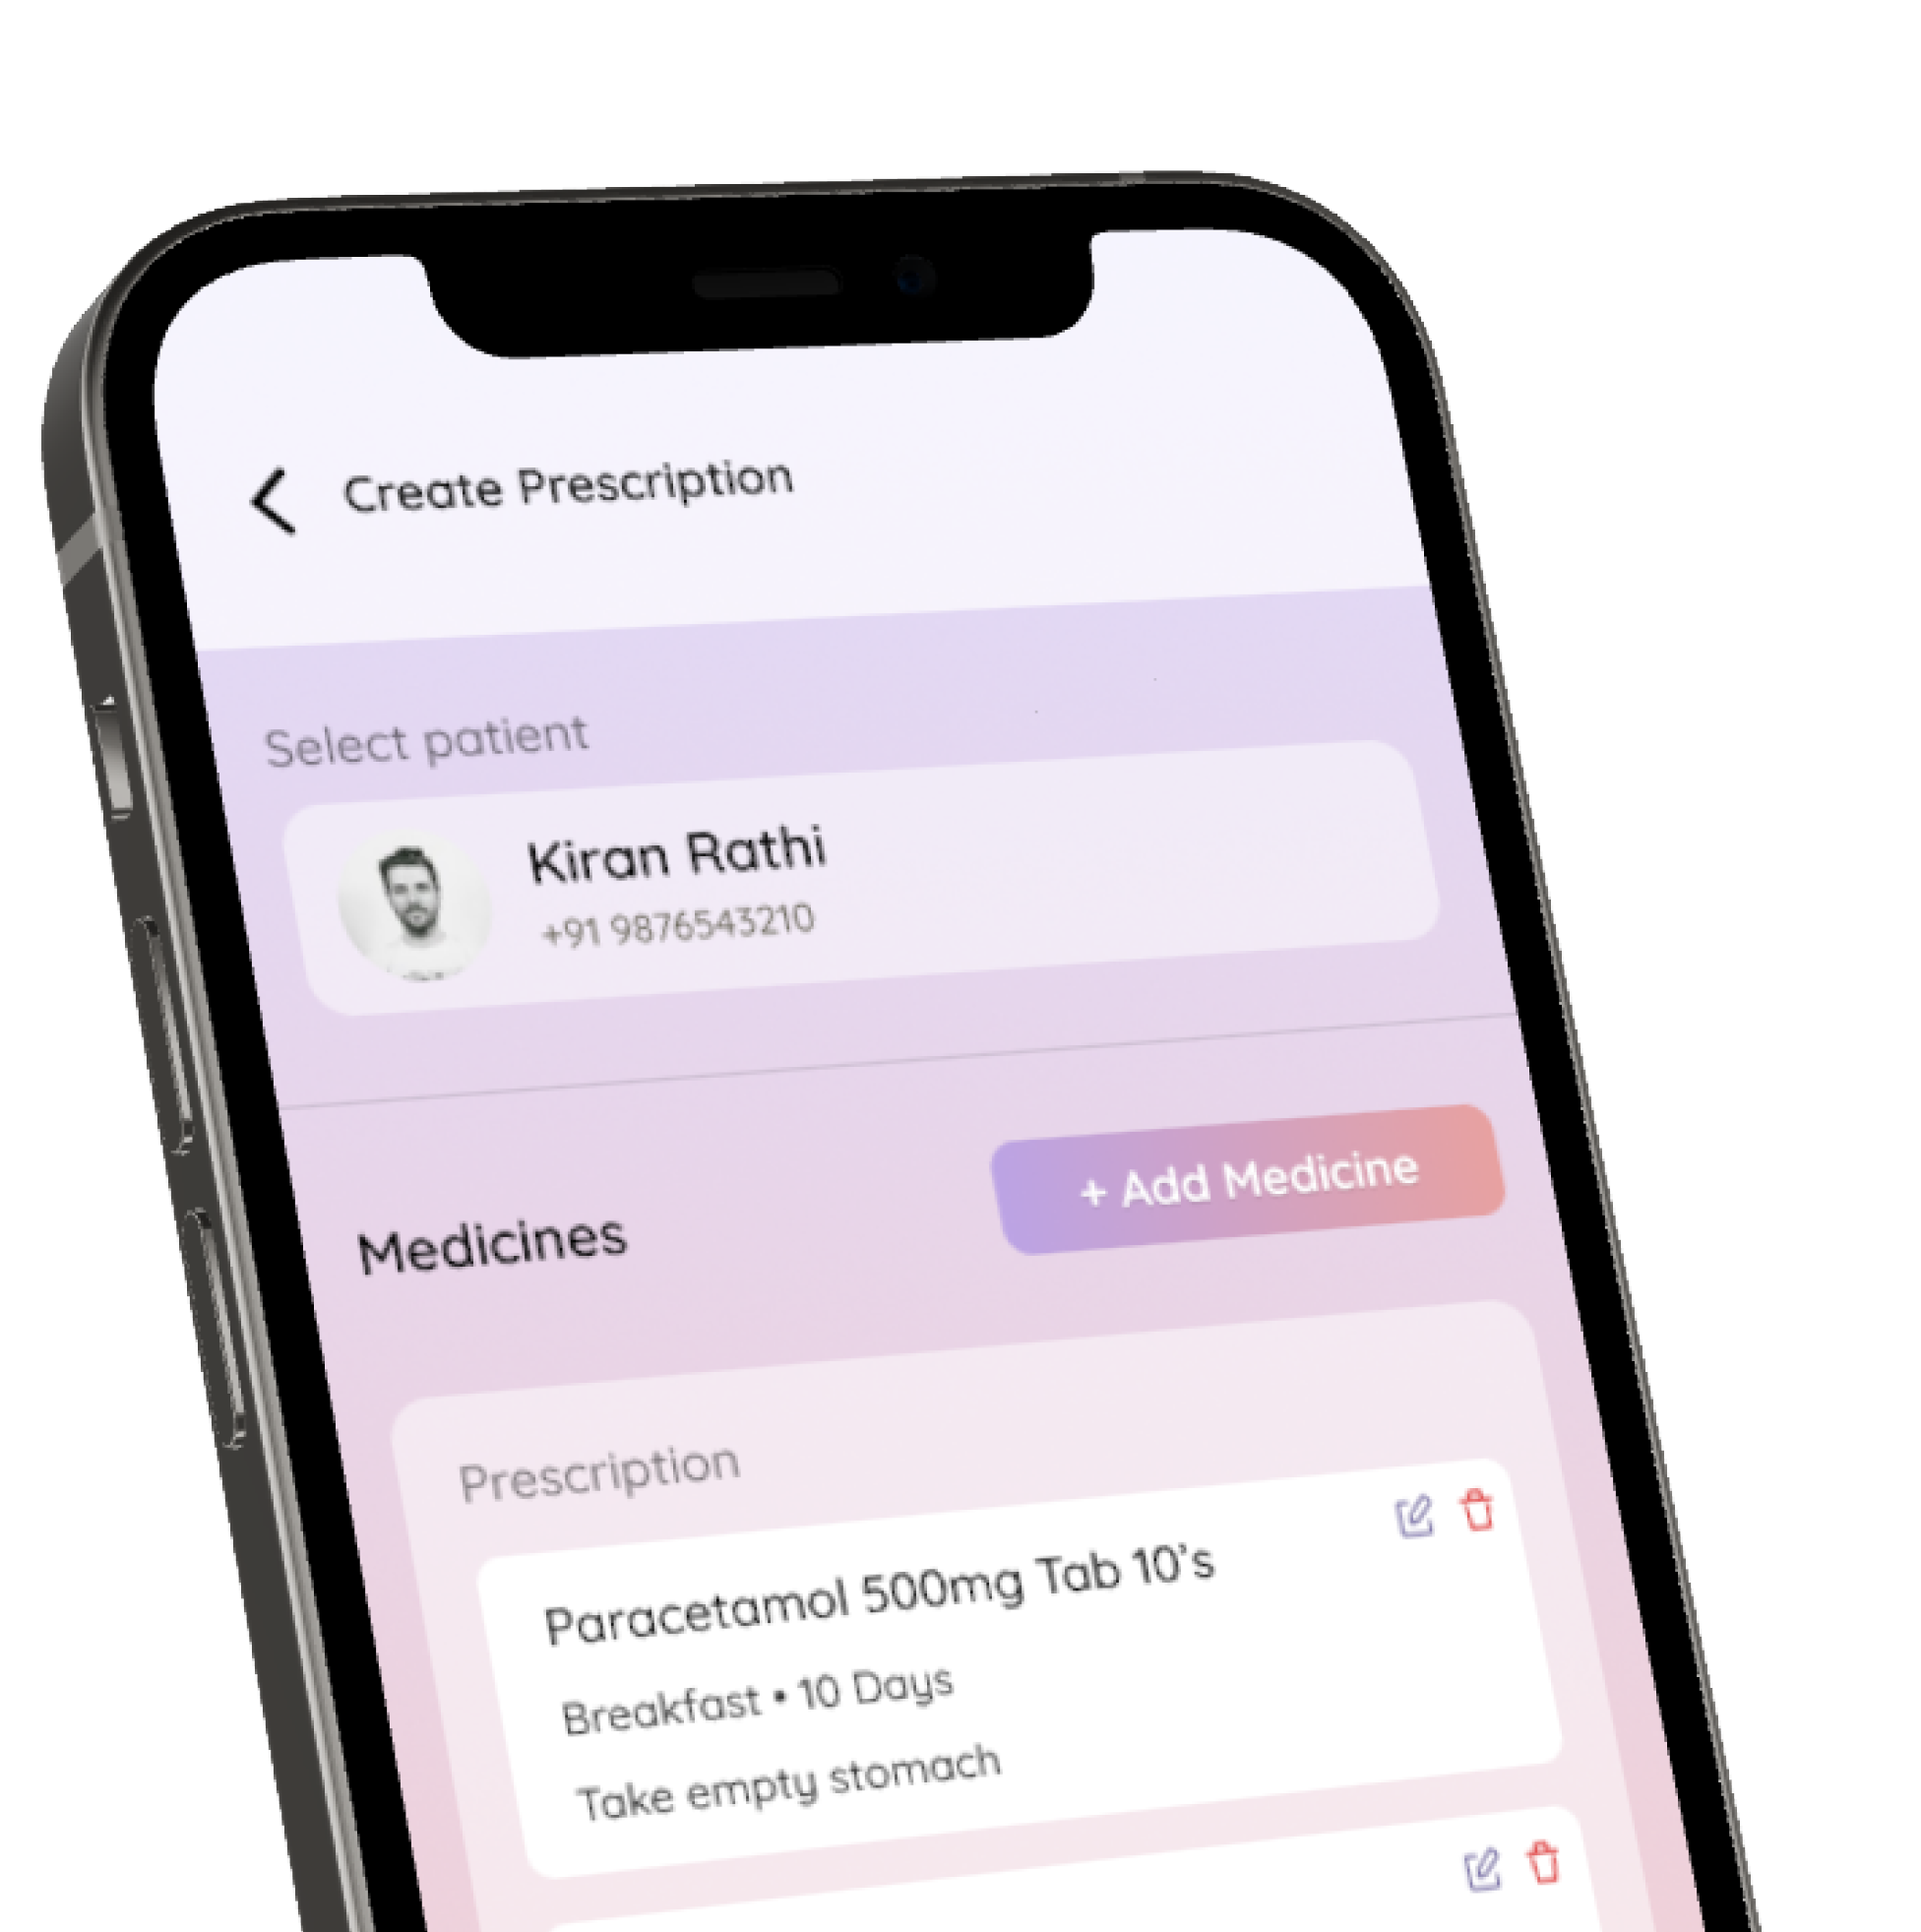 Create Prescription
Select patient
Kiran Rathi
+91 9876543210
Medicines
+ Add Medicine
Prescription
Paracetamol 500mg Tab 10's
Breakfast • 10 Days
Take empty stomach